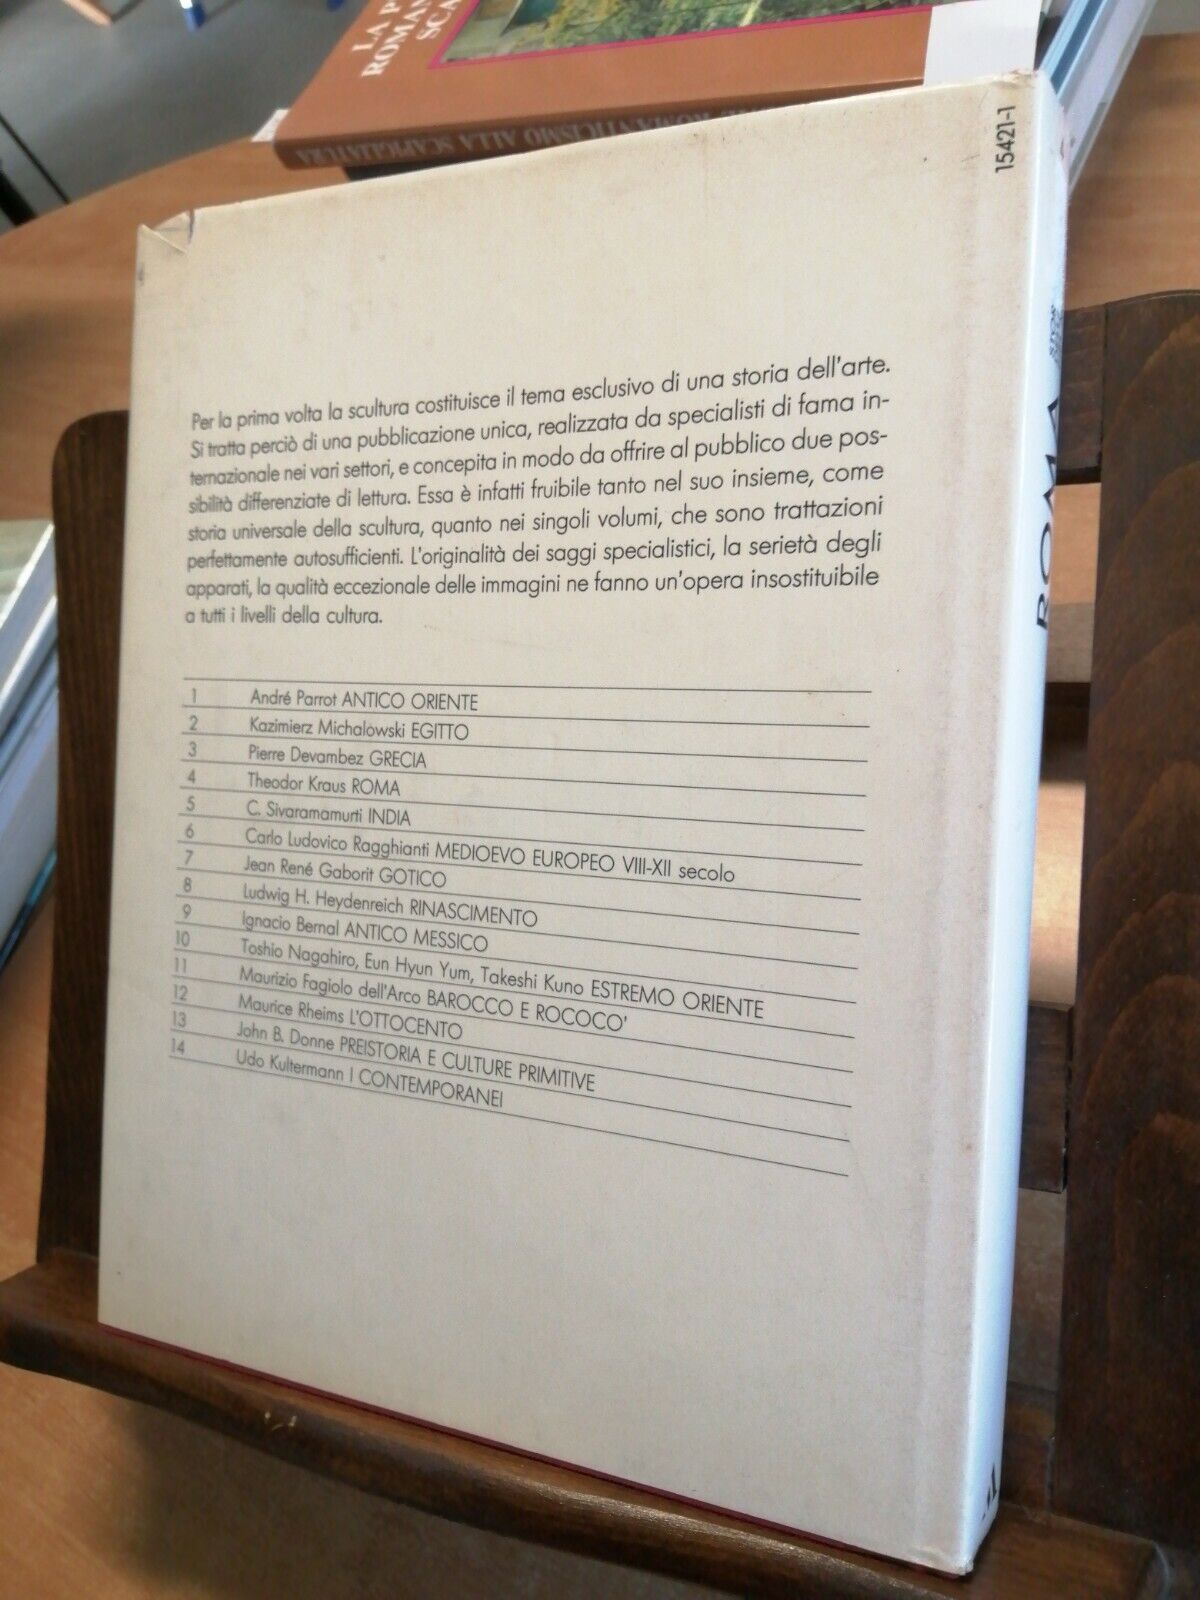 LA P
ROMAN
SCA
ROMANTICISMO ALLA SCAPIGLIATURA
15421-1
ROMA
Per la prima volta la scultura costituisce il tema esclusivo di una storia dell'arte.
Si tratta perciò di una pubblicazione unica, realizzata da specialisti di fama in-
ternazionale nei vari settori, e concepita in modo da offrire al pubblico due pos-
sibilità differenziate di lettura. Essa è infatti fruibile tanto nel suo insieme, come
storia universale della scultura, quanto nei singoli volumi, che sono trattazioni
perfettamente autosufficienti. L'originalità dei saggi specialistici, la serietà degli
apparati, la qualità eccezionale delle immagini ne fanno un'opera insostituibile
a tutti i livelli della cultura.
1 André Parrot ANTICO ORIENTE
2 Kazimierz Michalowski EGITTO
3 Pierre Devambez GRECIA
4 Theodor Kraus ROMA
5 C. Sivaramamurti INDIA
6 Carlo Ludovico Ragghianti MEDIOEVO EUROPEO VIII-XII secolo
7 Jean René Gaborit GOTICO
8 Ludwig H. Heydenreich RINASCIMENTO
9 Ignacio Bernal ANTICO MESSICO
10 Toshio Nagahiro, Eun Hyun Yum, Takeshi Kuno ESTREMO ORIENTE
11 Maurizio Fagiolo dell'Arco BAROCCO E ROCOCO'
12 Maurice Rheims L'OTTOCENTO
13 John B. Donne PREISTORIA E CULTURE PRIMITIVE
14 Udo Kultermann I CONTEMPORANEI